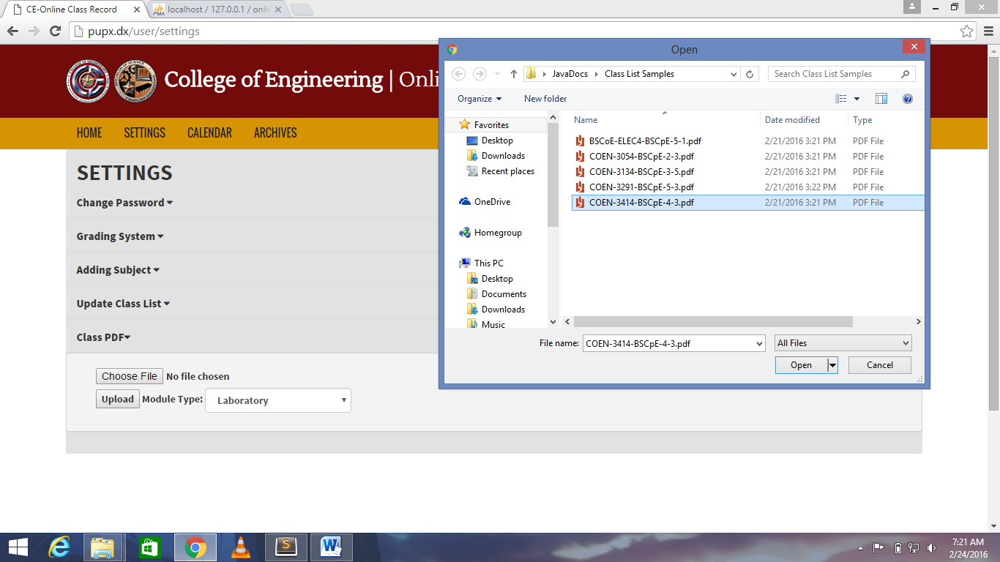 CE-Online Class Record
localhost / 127.0.0.1 / onli
pupx.dx/user/settings
College of Engineering | Onli
HOME SETTINGS CALENDAR ARCHIVES
SETTINGS
Change Password
Grading System
Adding Subject
Update Class List
Class PDF
Choose File No file chosen
Upload Module Type: Laboratory
Open
JavaDocs Class List Samples Search Class List Samples
Organize New folder
Favorites
Desktop
Downloads
Recent places
OneDrive
Homegroup
This PC
Desktop
Documents
Downloads
Music
Name Date modified Type
BSCoE-ELEC4-BSCpE-5-1.pdf 2/21/2016 3:21 PM PDF File
COEN-3054-BSCpE-2-3.pdf 2/21/2016 3:21 PM PDF File
COEN-3134-BSCpE-3-5.pdf 2/21/2016 3:21 PM PDF File
COEN-3291-BSCpE-5-3.pdf 2/21/2016 3:22 PM PDF File
COEN-3414-BSCpE-4-3.pdf 2/21/2016 3:21 PM PDF File
File name: COEN-3414-BSCpE-4-3.pdf All Files
Open Cancel
7:21 AM
2/24/2016